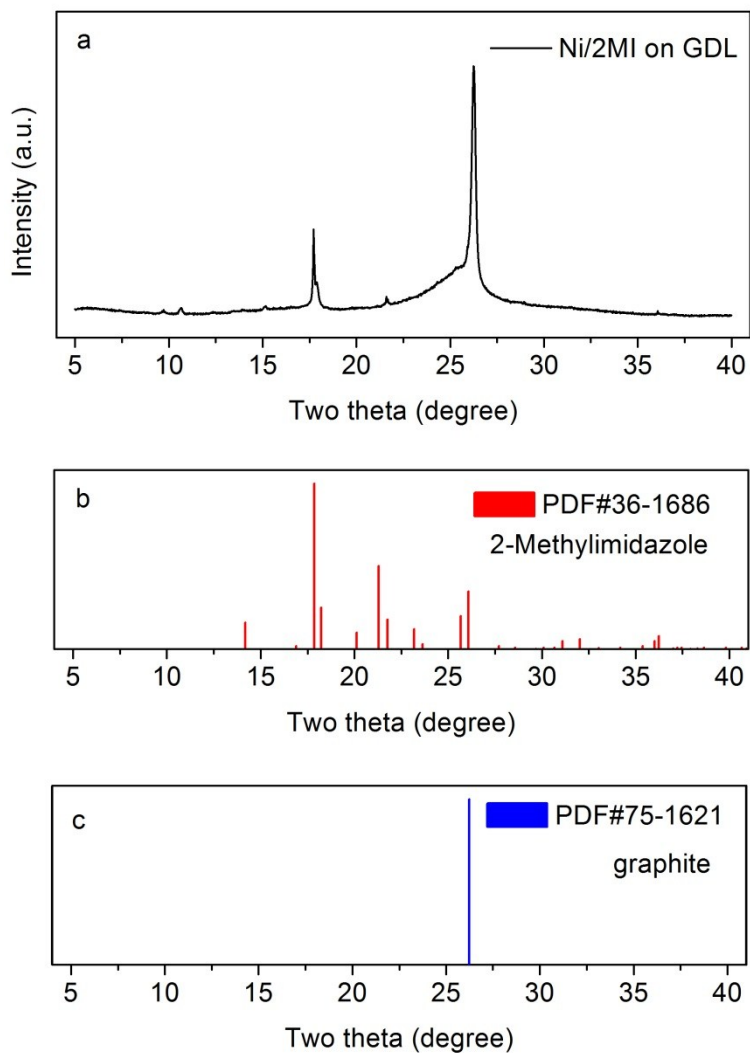 a
Ni/2MI on GDL
Intensity (a.u.)
5 10 15 20 25 30 35 40
Two theta (degree)
b
PDF#36-1686
2-Methylimidazole
5 10 15 20 25 30 35 40
Two theta (degree)
c
PDF#75-1621
graphite
5 10 15 20 25 30 35 40
Two theta (degree)